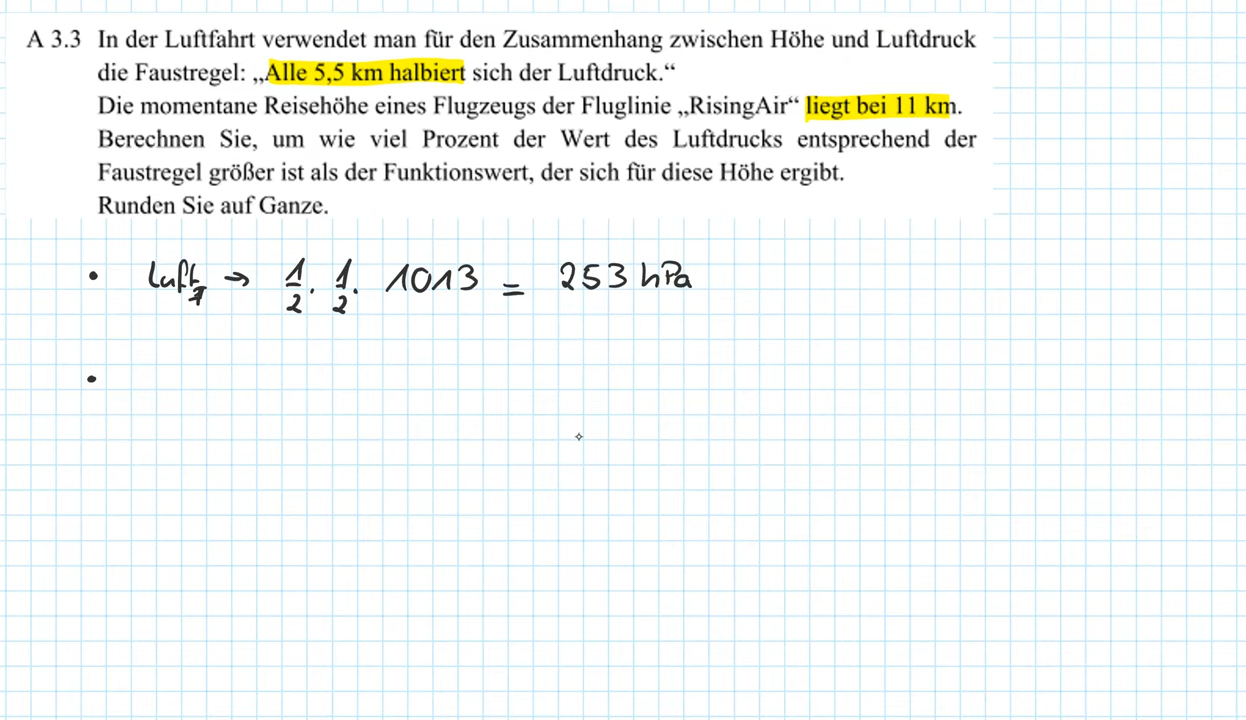 A 3.3 In der Luftfahrt verwendet man für den Zusammenhang zwischen Höhe und Luftdruck
die Faustregel: „Alle 5,5 km halbiert sich der Luftdruck.“
Die momentane Reisehöhe eines Flugzeugs der Fluglinie „RisingAir“ liegt bei 11 km.
Berechnen Sie, um wie viel Prozent der Wert des Luftdrucks entsprechend der
Faustregel größer ist als der Funktionswert, der sich für diese Höhe ergibt.
Runden Sie auf Ganze.
• Luft → 1/2 · 1/2 · 1013 = 253 hPa
•